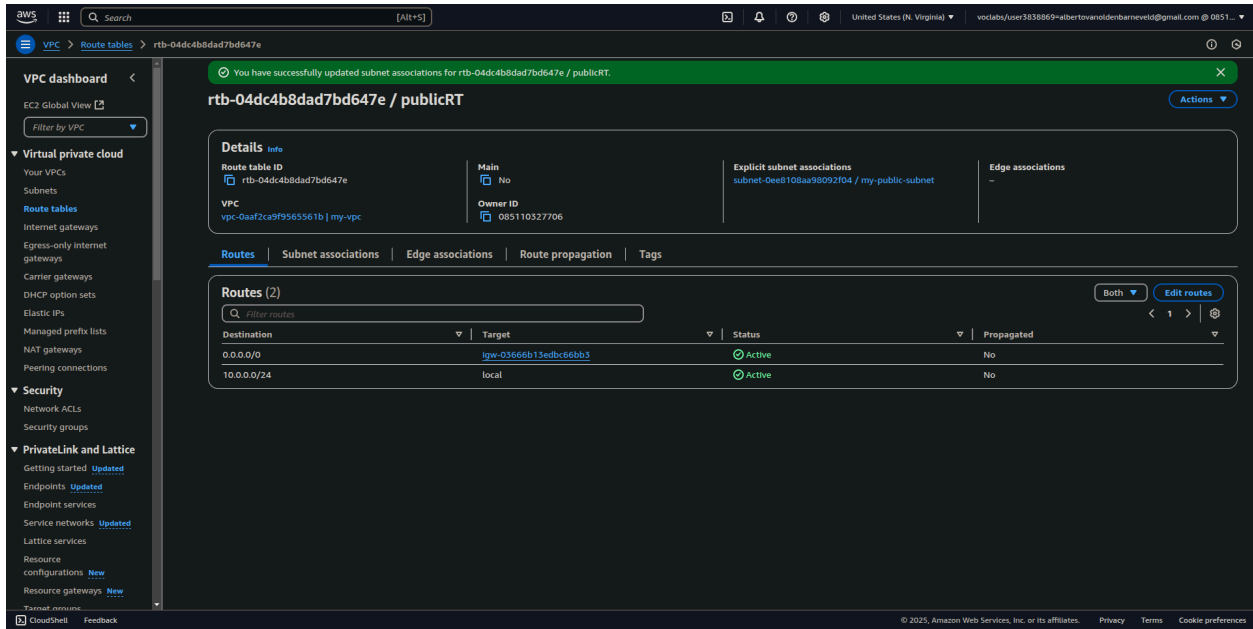 aws
Search [Alt+S]
United States (N. Virginia) ▼ voclabs/user3838869=albertovanoldenbarneveld@gmail.com @ 0851... ▼
VPC > Route tables > rtb-04dc4b8dad7bd647e
VPC dashboard
EC2 Global View
Filter by VPC
Virtual private cloud
Your VPCs
Subnets
Route tables
Internet gateways
Egress-only internet
gateways
Carrier gateways
DHCP option sets
Elastic IPs
Managed prefix lists
NAT gateways
Peering connections
Security
Network ACLs
Security groups
PrivateLink and Lattice
Getting started Updated
Endpoints Updated
Endpoint services
Service networks Updated
Lattice services
Resource
configurations New
Resource gateways New
Target groups
You have successfully updated subnet associations for rtb-04dc4b8dad7bd647e / publicRT.
rtb-04dc4b8dad7bd647e / publicRT
Actions
Details Info
Route table ID
rtb-04dc4b8dad7bd647e
Main
No
Explicit subnet associations
subnet-0ee8108aa98092f04 / my-public-subnet
Edge associations
–
VPC
vpc-0aaf2ca9f9565561b | my-vpc
Owner ID
085110327706
Routes Subnet associations Edge associations Route propagation Tags
Routes (2)
Both Edit routes
Filter routes
1
Destination Target Status Propagated
0.0.0.0/0 igw-03666b13edbc66bb3 Active No
10.0.0.0/24 local Active No
CloudShell Feedback
© 2025, Amazon Web Services, Inc. or its affiliates. Privacy Terms Cookie preferences